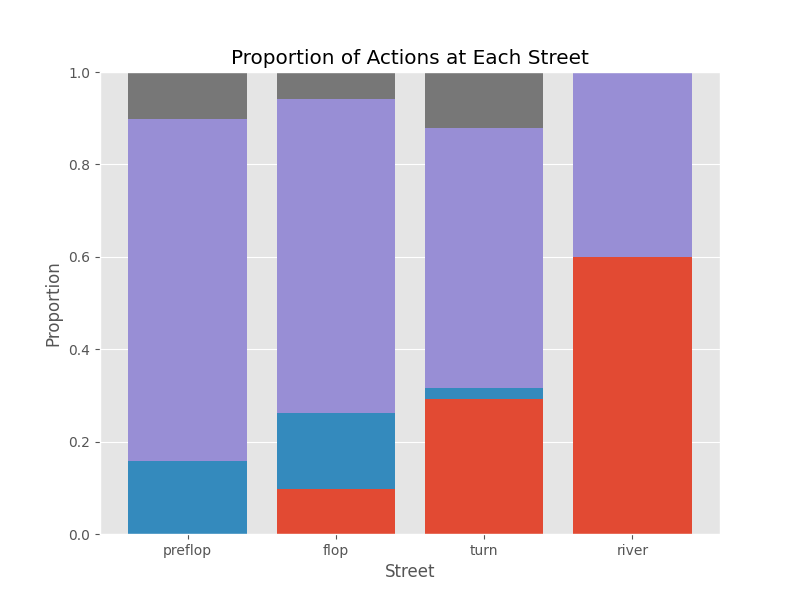 Proportion of Actions at Each Street
1.0
0.8
0.6
0.4
0.2
0.0
Proportion
preflop flop turn river
Street